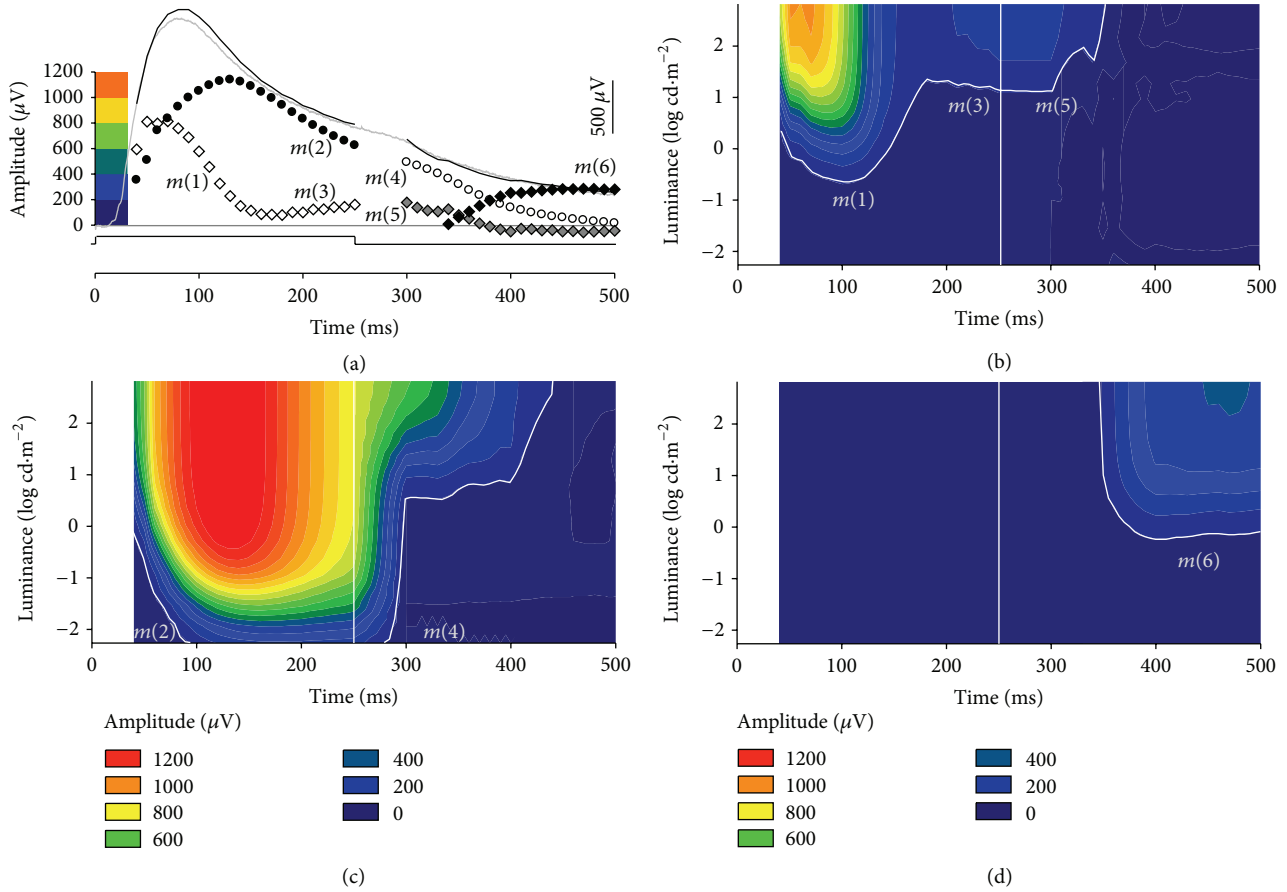 Amplitude (μV)
1200
1000
800
600
400
200
0
m(1)
m(2)
m(3)
m(4)
m(5)
m(6)
500 μV
0 100 200 300 400 500
Time (ms)
(a)
Luminance (log cd·m−2)
2
1
0
−1
−2
m(1)
m(3)
m(5)
0 100 200 300 400 500
Time (ms)
(b)
Luminance (log cd·m−2)
2
1
0
−1
−2
m(2)
m(4)
0 100 200 300 400 500
Time (ms)
Amplitude (μV)
1200
1000
800
600
400
200
0
(c)
Luminance (log cd·m−2)
2
1
0
−1
−2
m(6)
0 100 200 300 400 500
Time (ms)
Amplitude (μV)
1200
1000
800
600
400
200
0
(d)